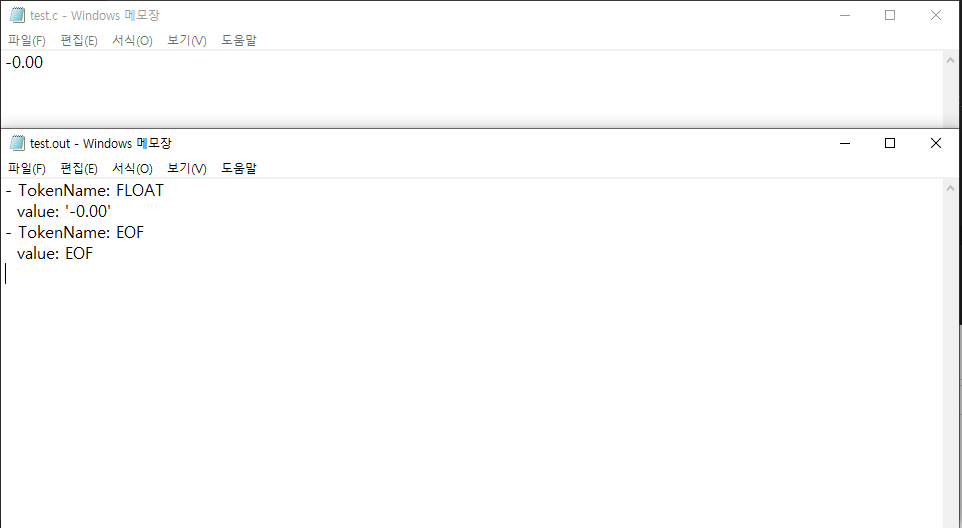 test.c - Windows 메모장
파일(F) 편집(E) 서식(O) 보기(V) 도움말
-0.00
test.out - Windows 메모장
파일(F) 편집(E) 서식(O) 보기(V) 도움말
- TokenName: FLOAT
value: '-0.00'
- TokenName: EOF
value: EOF